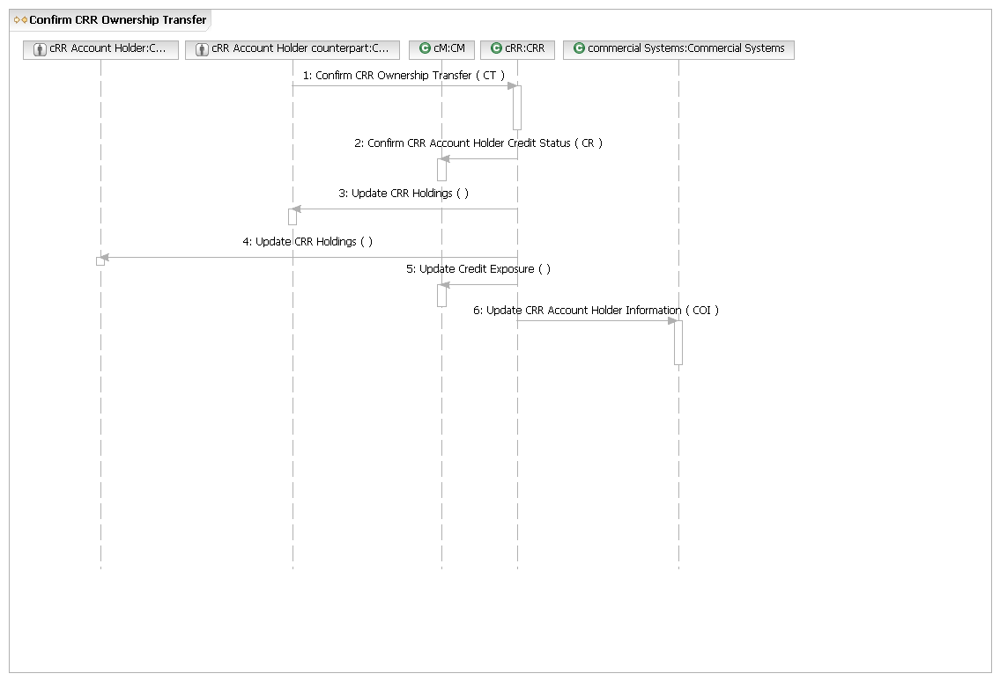 Confirm CRR Ownership Transfer
cRR Account Holder:C... cRR Account Holder counterpart:C... cM:CM cRR:CRR commercial Systems:Commercial Systems
1: Confirm CRR Ownership Transfer ( CT )
2: Confirm CRR Account Holder Credit Status ( CR )
3: Update CRR Holdings ( )
4: Update CRR Holdings ( )
5: Update Credit Exposure ( )
6: Update CRR Account Holder Information ( COI )